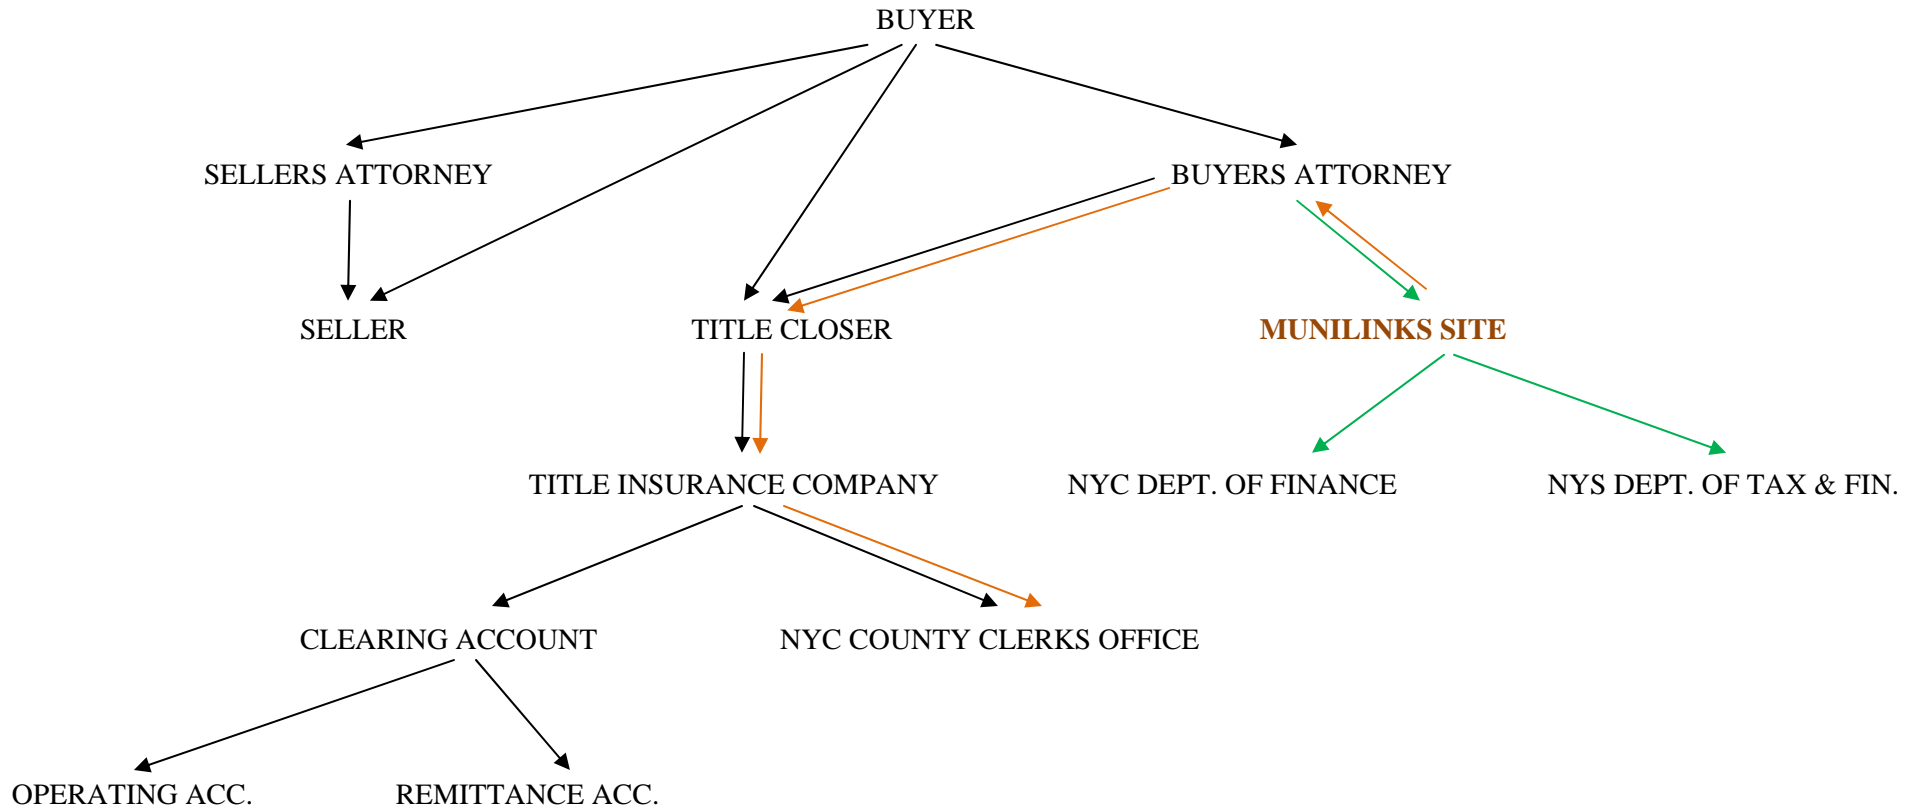 BUYER
SELLERS ATTORNEY
BUYERS ATTORNEY
SELLER
TITLE CLOSER
MUNILINKS SITE
TITLE INSURANCE COMPANY
NYC DEPT. OF FINANCE
NYS DEPT. OF TAX & FIN.
CLEARING ACCOUNT
NYC COUNTY CLERKS OFFICE
OPERATING ACC.
REMITTANCE ACC.